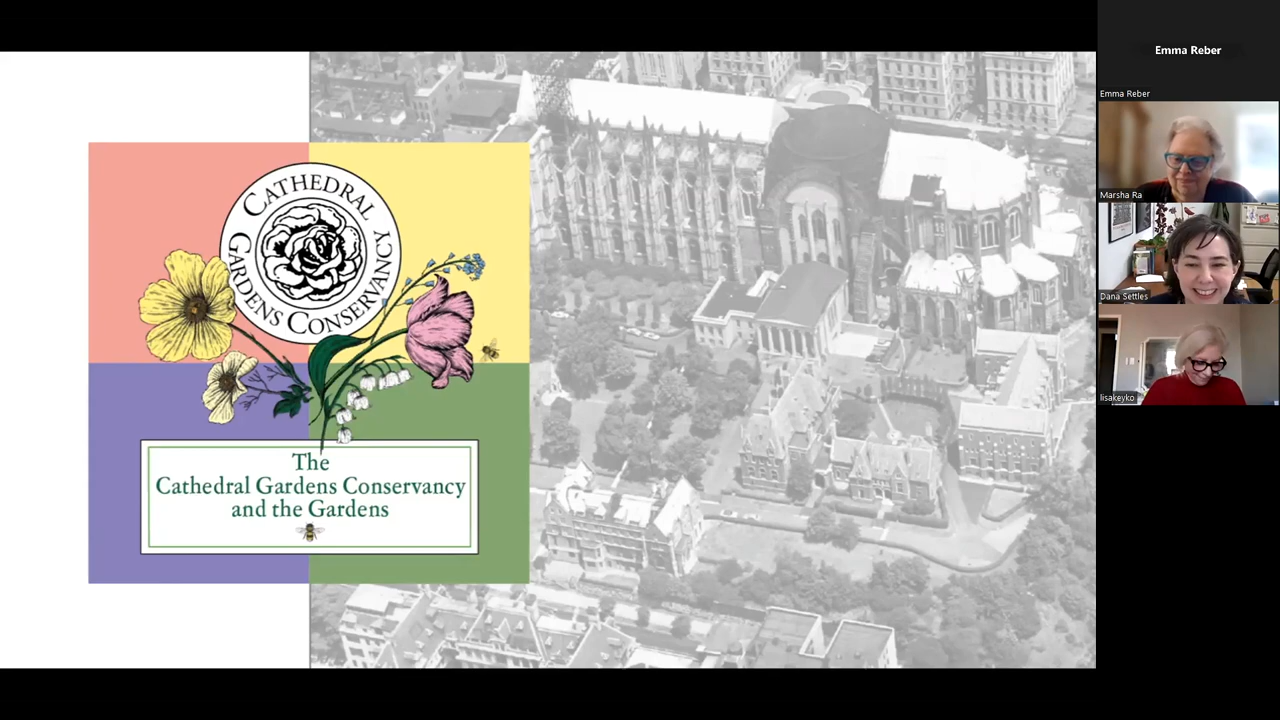 CATHEDRAL
GARDENS CONSERVANCY
The
Cathedral Gardens Conservancy
and the Gardens
Emma Reber
Emma Reber
Marsha Ra
Dana Settles
lisakeyko